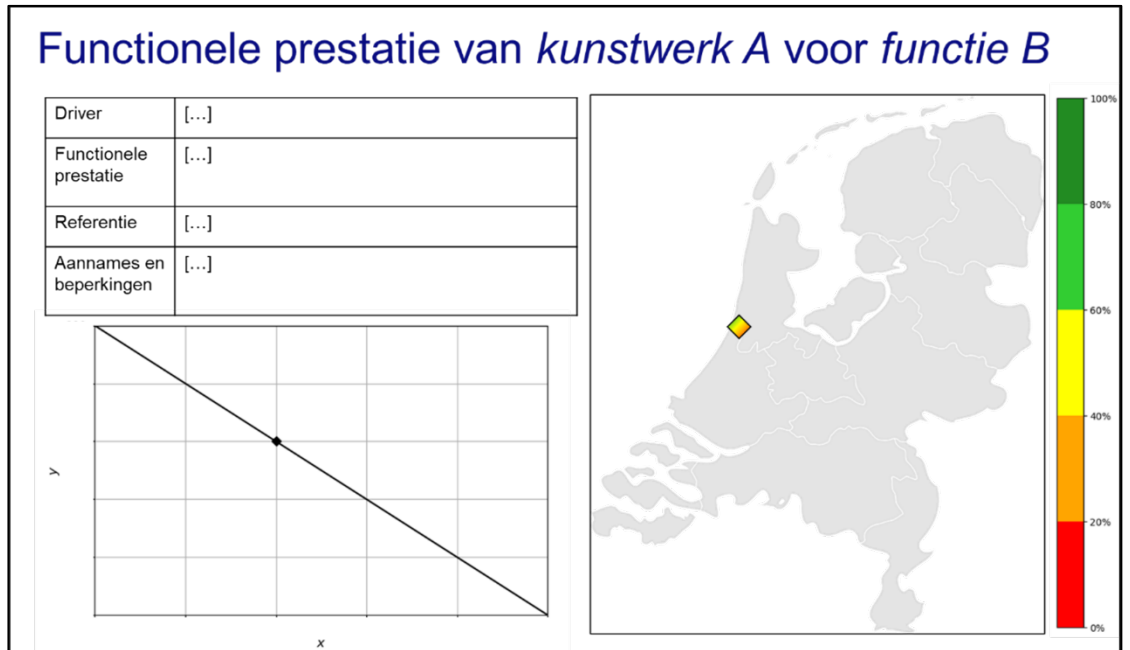 Functionele prestatie van kunstwerk A voor functie B
Driver
[...]
Functionele
prestatie
[...]
Referentie
[...]
Aannames en
beperkingen
[...]
y
x
100%
80%
60%
40%
20%
0%